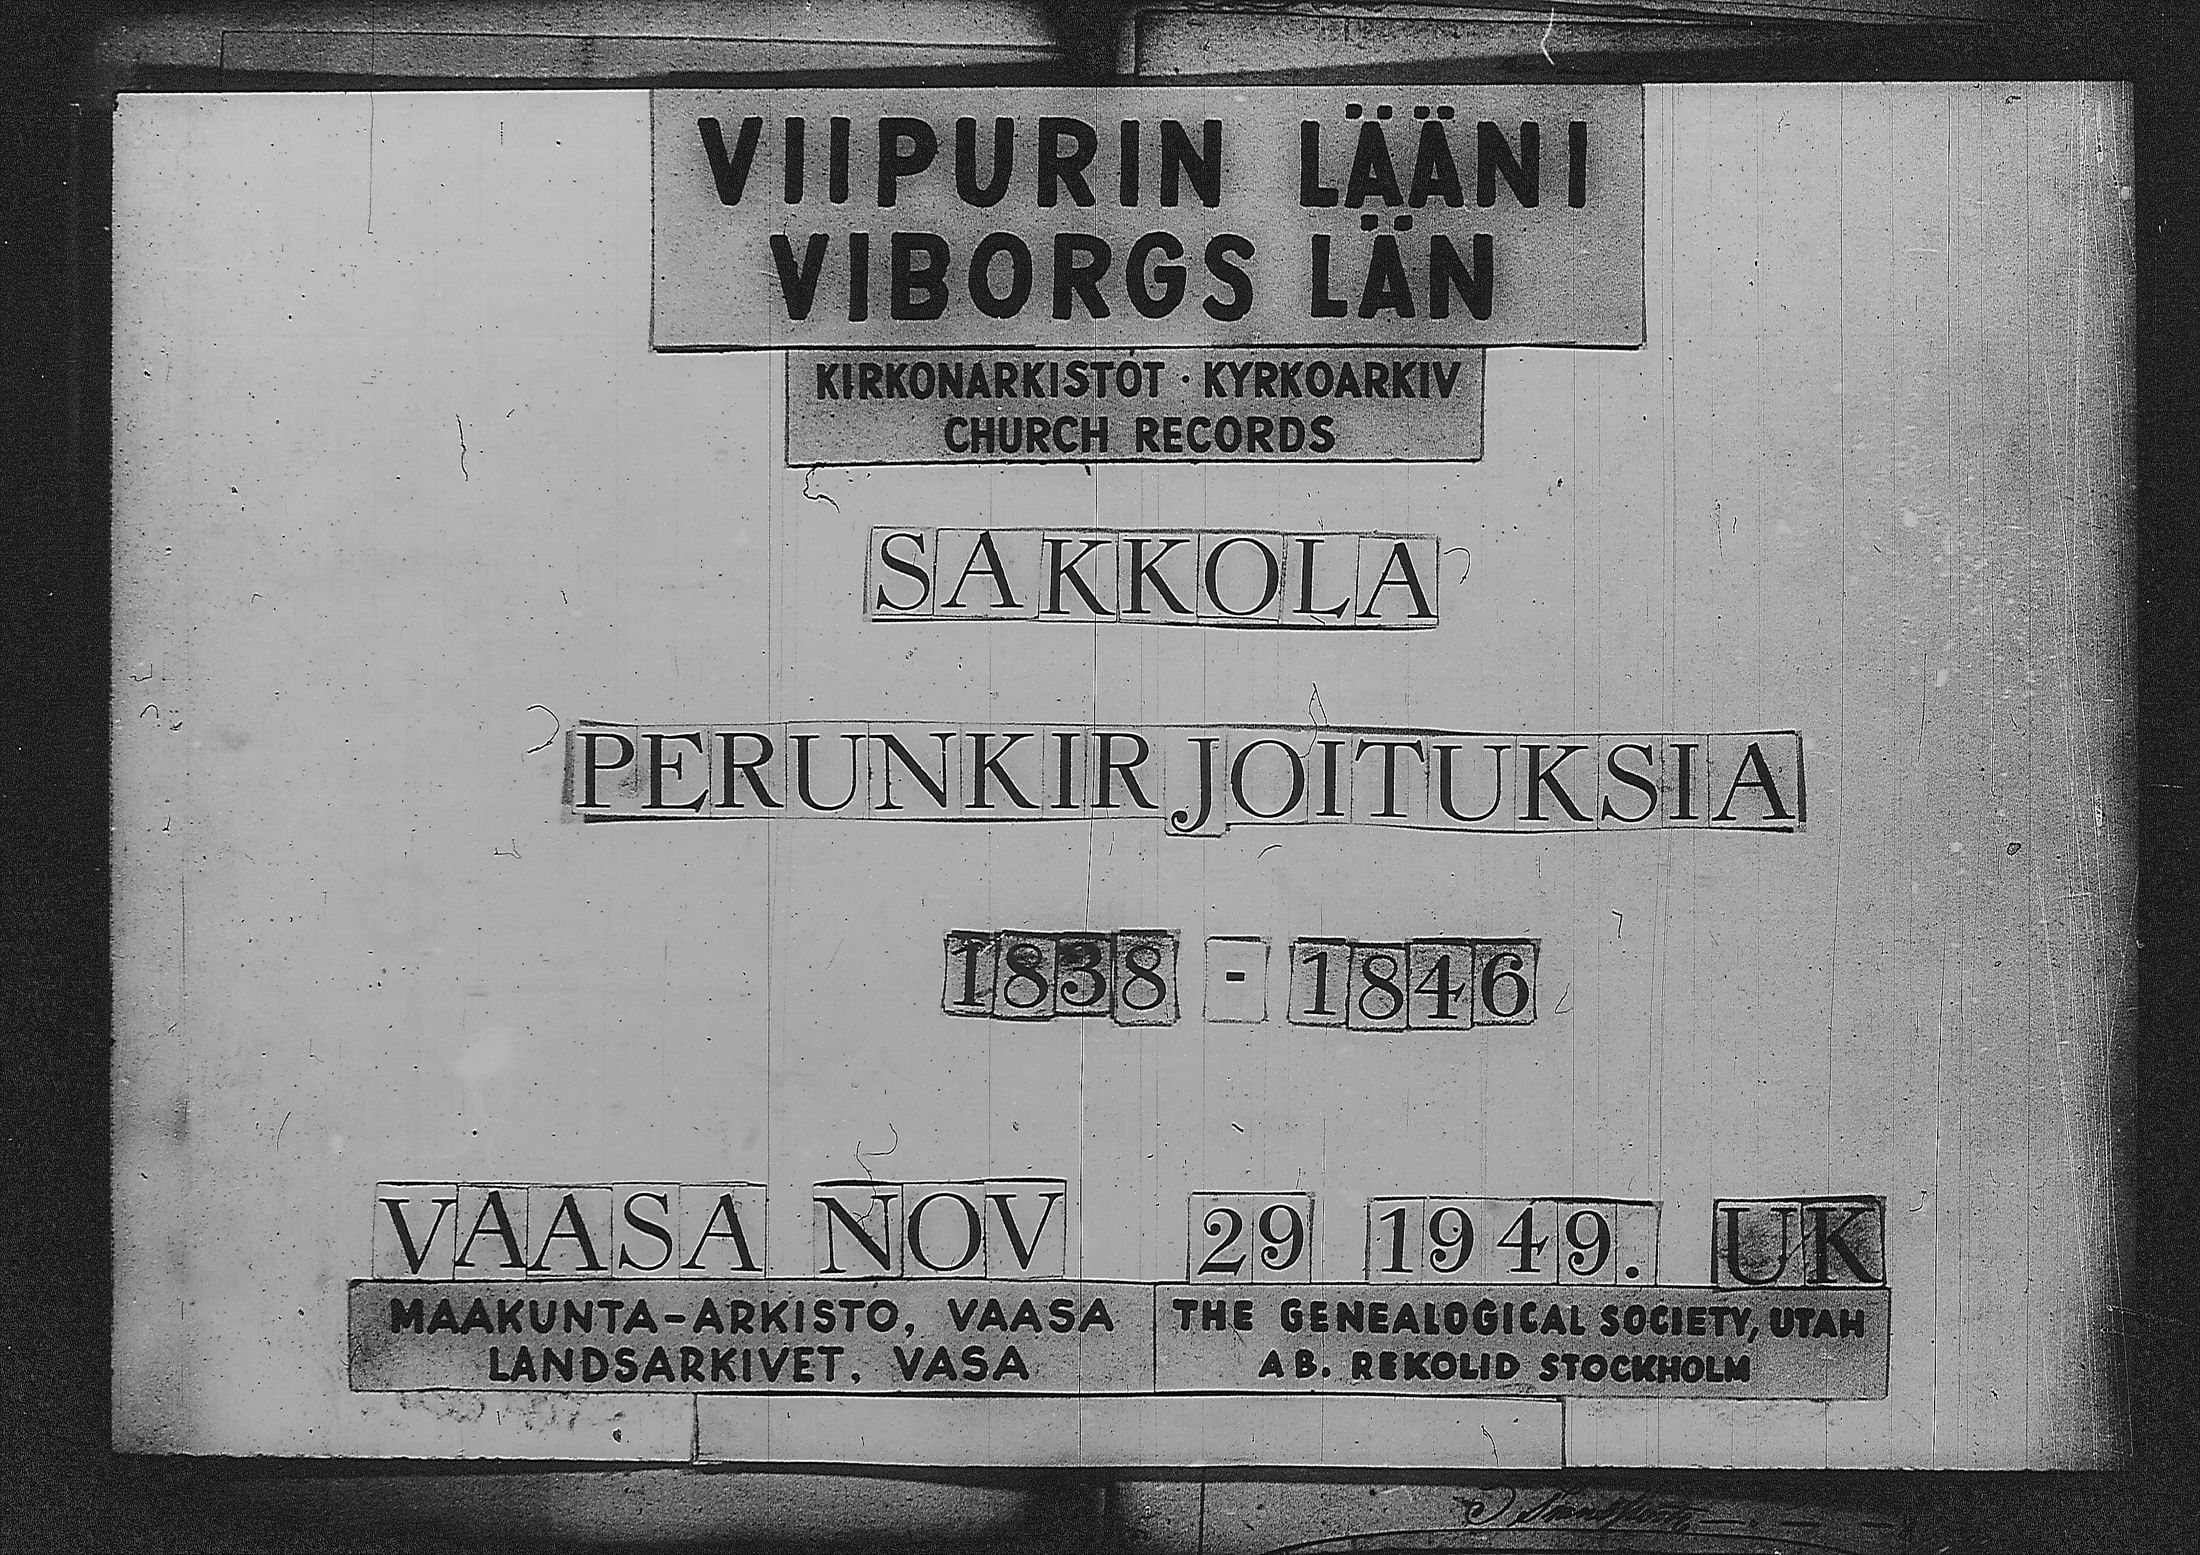 VIIPURIN LÄÄNI
VIBORGS LÄN
KIRKONARKISTOT · KYRKOARKIV
CHURCH RECORDS
SAKKOLA
PERUNKIRJOITUKSIA
1838 - 1846
VAASA NOV 29 1949. UK
MAAKUNTA-ARKISTO, VAASA
LANDSARKIVET, VASA
THE GENEALOGICAL SOCIETY, UTAH
AB. REKOLID STOCKHOLM